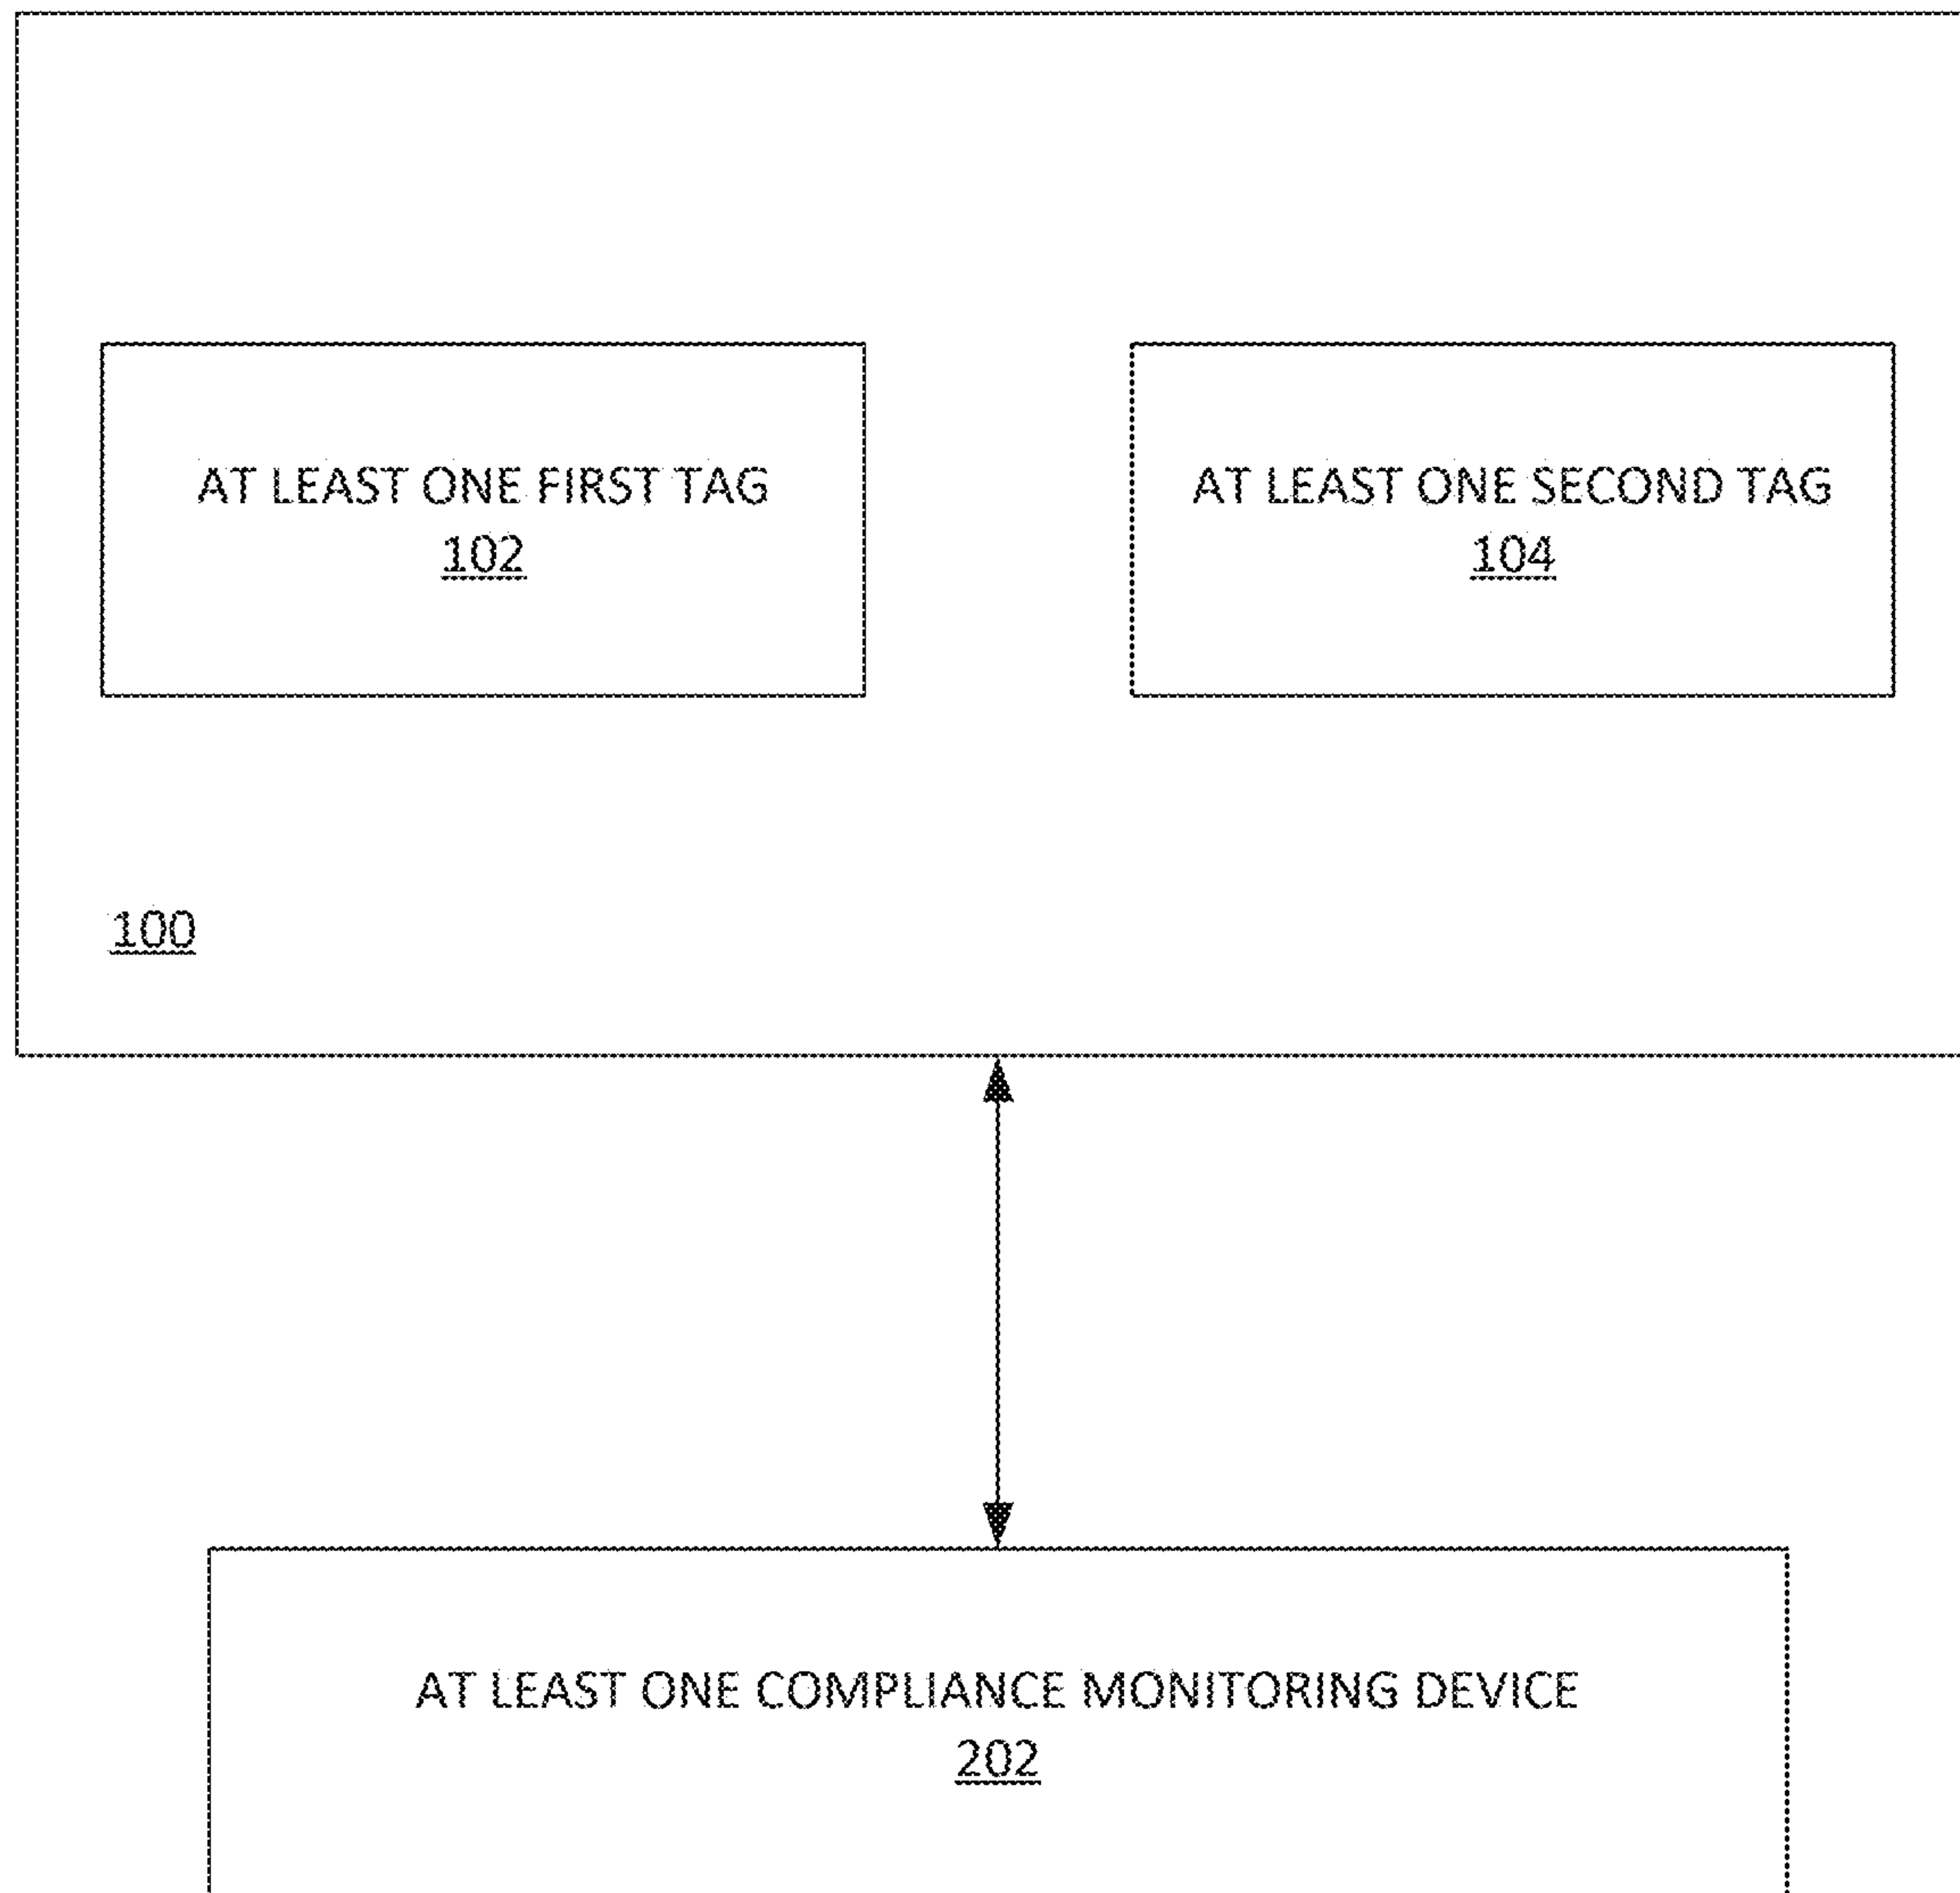 AT LEAST ONE FIRST TAG
102
AT LEAST ONE SECOND TAG
104
100
AT LEAST ONE COMPLIANCE MONITORING DEVICE
202